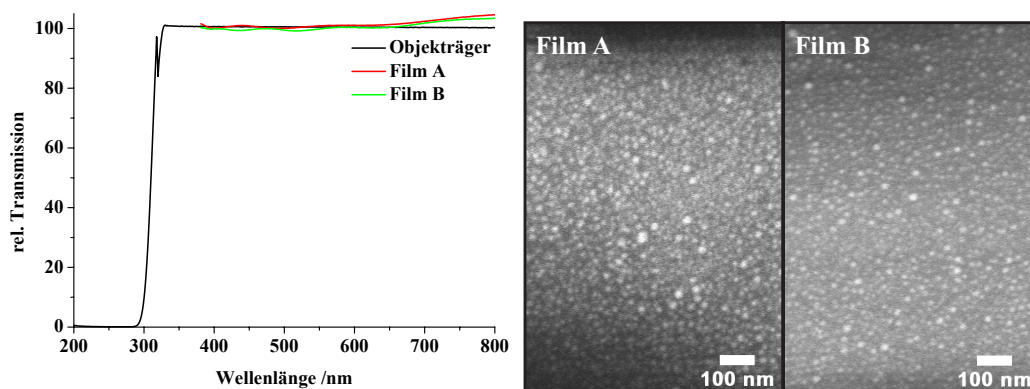 rel. Transmission
100
80
60
40
20
0
200 300 400 500 600 700 800
Wellenlänge /nm
Objekträger
Film A
Film B
Film A
100 nm
Film B
100 nm